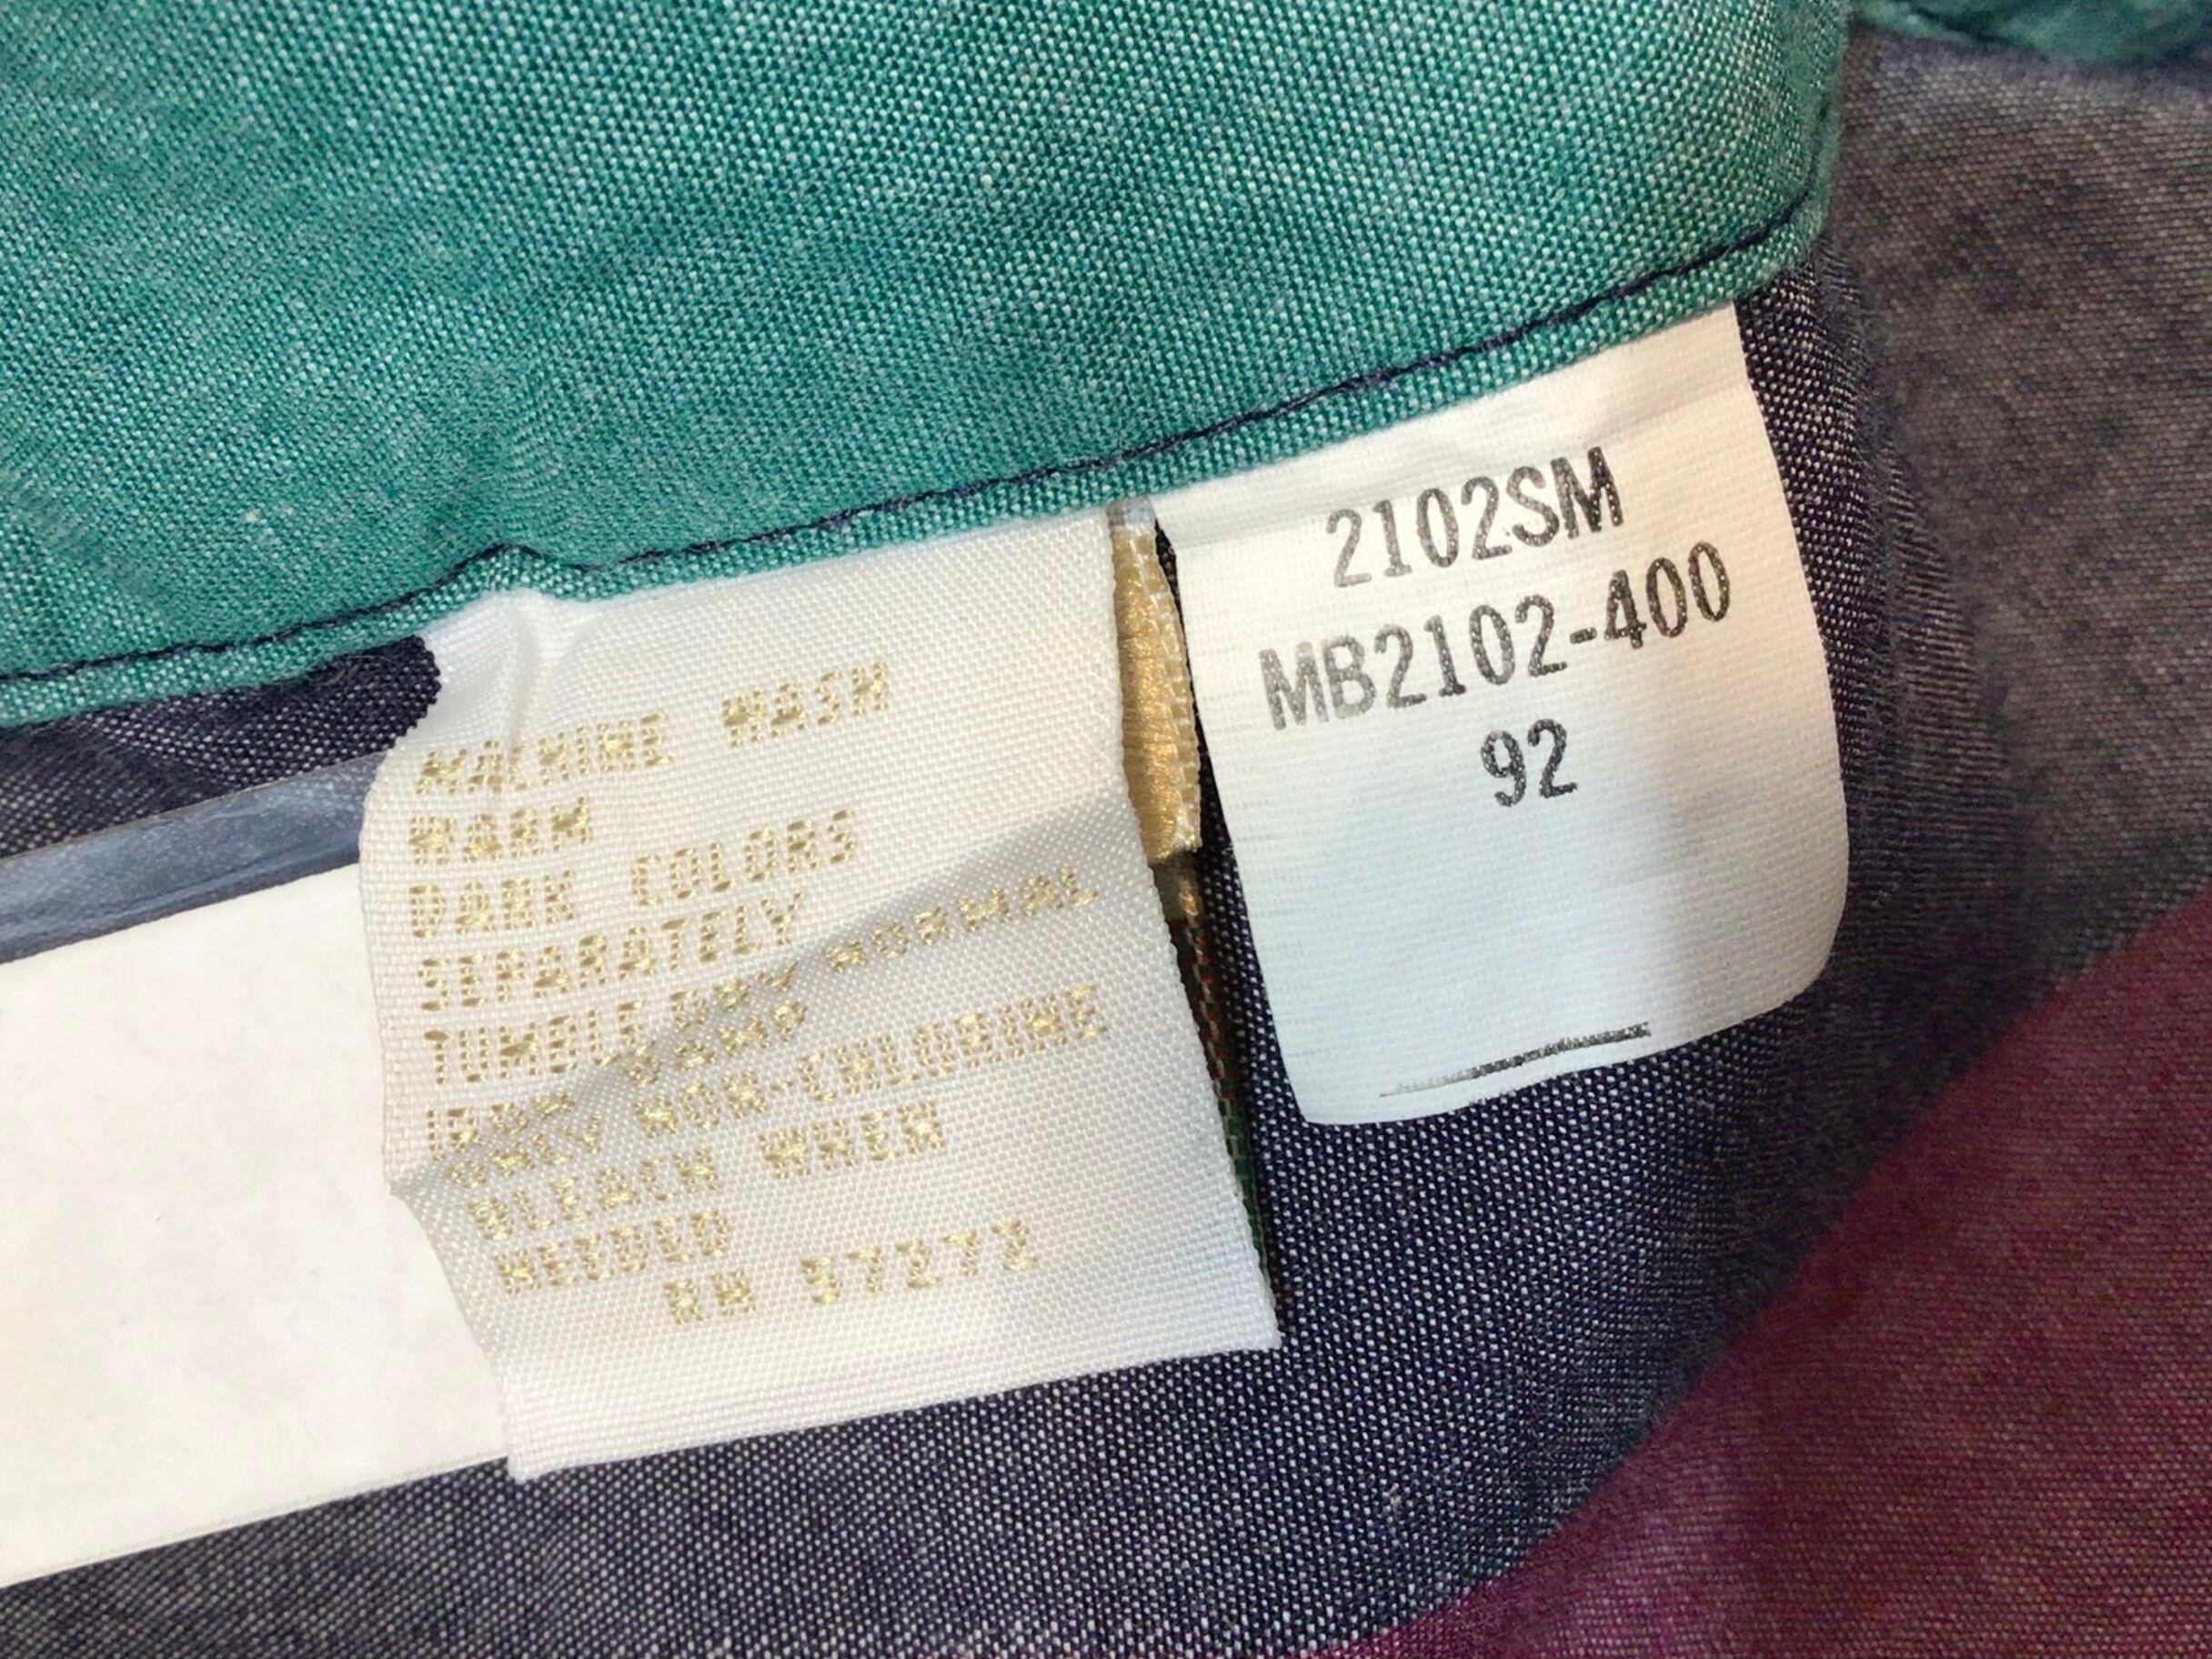 MACHINE WASH
WARM
DARK COLORS
SEPARATELY
TUMBLE DRY NORMAL
IRON DAMP
ONLY NON-CHLORINE
BLEACH WHEN
NEEDED
RN 57272
2102SM
MB2102-400
92